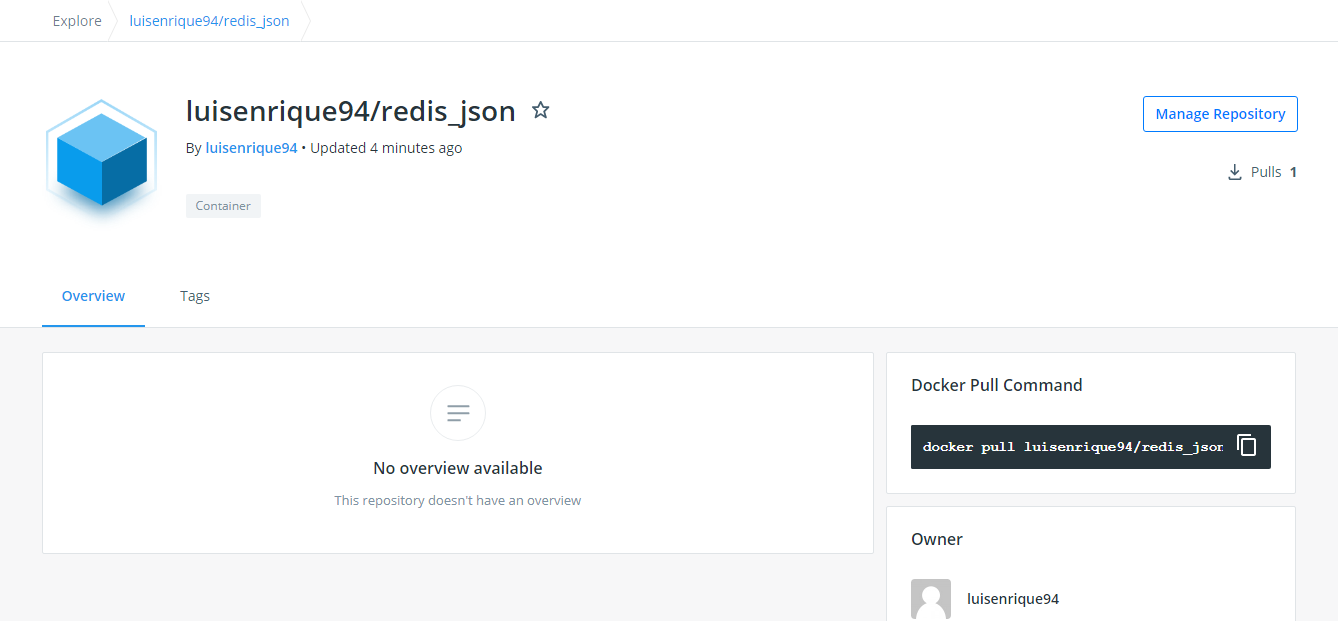 Explore luisenrique94/redis_json
luisenrique94/redis_json
Manage Repository
By luisenrique94 • Updated 4 minutes ago
Pulls 1
Container
Overview Tags
No overview available
This repository doesn't have an overview
Docker Pull Command
docker pull luisenrique94/redis_json
Owner
luisenrique94